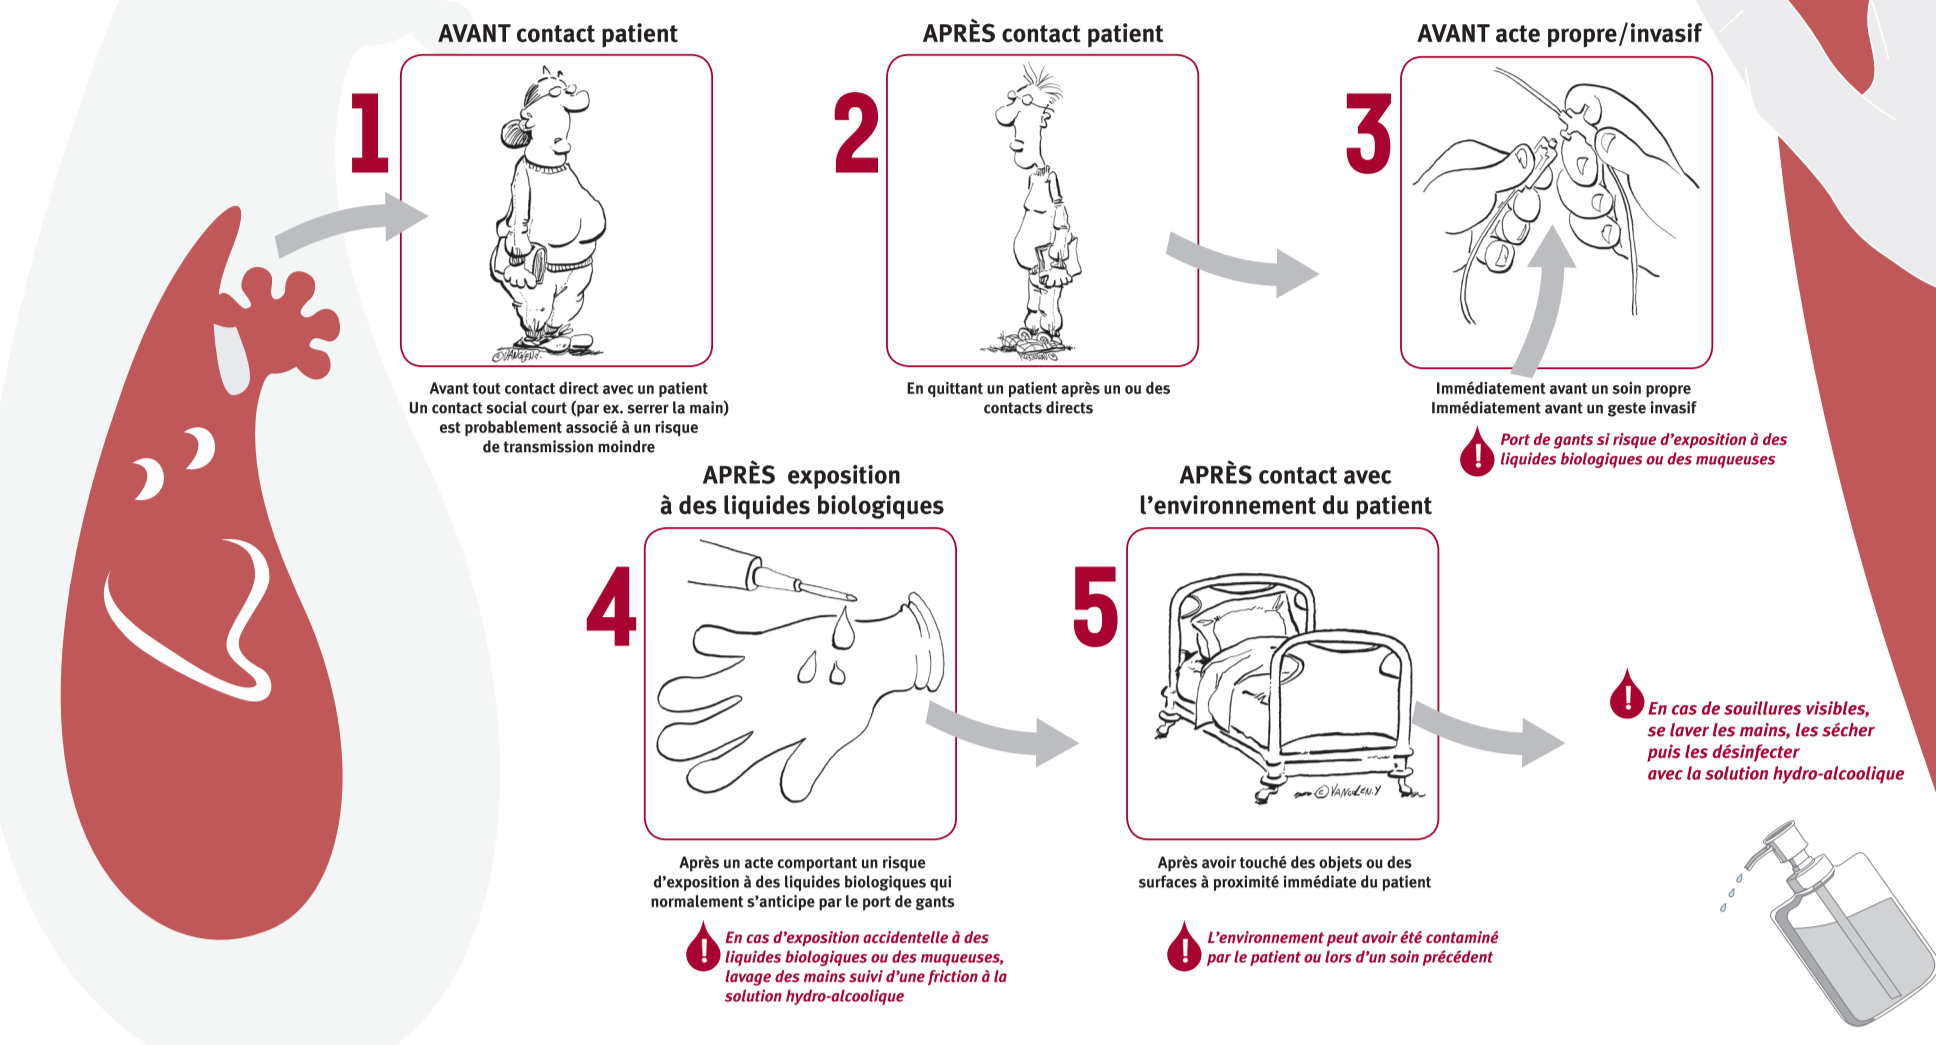 AVANT contact patient
1
Avant tout contact direct avec un patient
Un contact social court (par ex. serrer la main)
est probablement associé à un risque
de transmission moindre
APRÈS contact patient
2
En quittant un patient après un ou des
contacts directs
AVANT acte propre/invasif
3
Immédiatement avant un soin propre
Immédiatement avant un geste invasif
! Port de gants si risque d’exposition à des
liquides biologiques ou des muqueuses
APRÈS exposition
à des liquides biologiques
4
Après un acte comportant un risque
d’exposition à des liquides biologiques qui
normalement s’anticipe par le port de gants
! En cas d’exposition accidentelle à des
liquides biologiques ou des muqueuses,
lavage des mains suivi d’une friction à la
solution hydro-alcoolique
APRÈS contact avec
l’environnement du patient
5
©VANOLEN.Y
Après avoir touché des objets ou des
surfaces à proximité immédiate du patient
! L’environnement peut avoir été contaminé
par le patient ou lors d’un soin précédent
! En cas de souillures visibles,
se laver les mains, les sécher
puis les désinfecter
avec la solution hydro-alcoolique